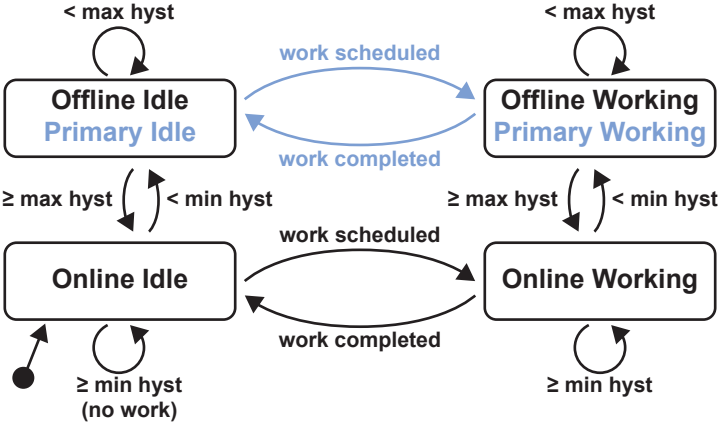 < max hyst
< max hyst
work scheduled
Offline Idle
Primary Idle
Offline Working
Primary Working
work completed
≥ max hyst
< min hyst
≥ max hyst
< min hyst
work scheduled
Online Idle
Online Working
work completed
≥ min hyst
(no work)
≥ min hyst